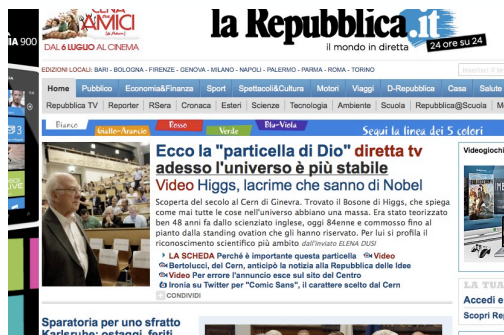 CENA
TRA
AMICI
DAL 6 LUGLIO AL CINEMA
la Repubblica.it
il mondo in diretta
24 ore su 24
IA 900
EDIZIONI LOCALI: BARI - BOLOGNA - FIRENZE - GENOVA - MILANO - NAPOLI - PALERMO - PARMA - ROMA - TORINO
Home Pubblico Economia&Finanza Sport Spettacoli&Cultura Motori Viaggi D-Repubblica Casa Salute
Repubblica TV Reporter RSera Cronaca Esteri Scienze Tecnologia Ambiente Scuola Repubblica@Scuola
Bianco Giallo-Arancio Rosso Verde Blu-Viola Segui la linea dei 5 colori
Ecco la "particella di Dio" diretta tv
adesso l'universo è più stabile
Video Higgs, lacrime che sanno di Nobel
Scoperta del secolo al Cern di Ginevra. Trovato il Bosone di Higgs, che spiega
come mai tutte le cose nell'universo abbiano una massa. Era stato teorizzato
ben 48 anni fa dallo scienziato inglese, oggi 84enne e commosso fino al
pianto dalla standing ovation che gli hanno riservato. Per lui si profila il
riconoscimento scientifico più ambito dall'inviato ELENA DUSI
LA SCHEDA Perché è importante questa particella Video
Bertolucci, del Cern, anticipò la notizia alla Repubblica delle Idee
Video Per errore l'annuncio esce sul sito del Centro
Ironia su Twitter per "Comic Sans", il carattere scelto dal Cern
CONDIVIDI
Videogiochi
LA TUA
Accedi e
Scopri Rep
Sparatoria per uno sfratto
Karlsruhe: ostaggi, feriti